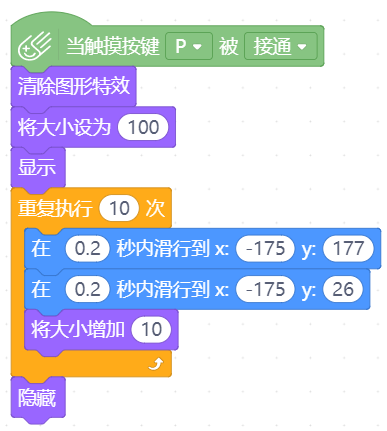 当触摸按键 P 被 接通
清除图形特效
将大小设为 100
显示
重复执行 10 次
在 0.2 秒内滑行到 x: -175 y: 177
在 0.2 秒内滑行到 x: -175 y: 26
将大小增加 10
隐藏